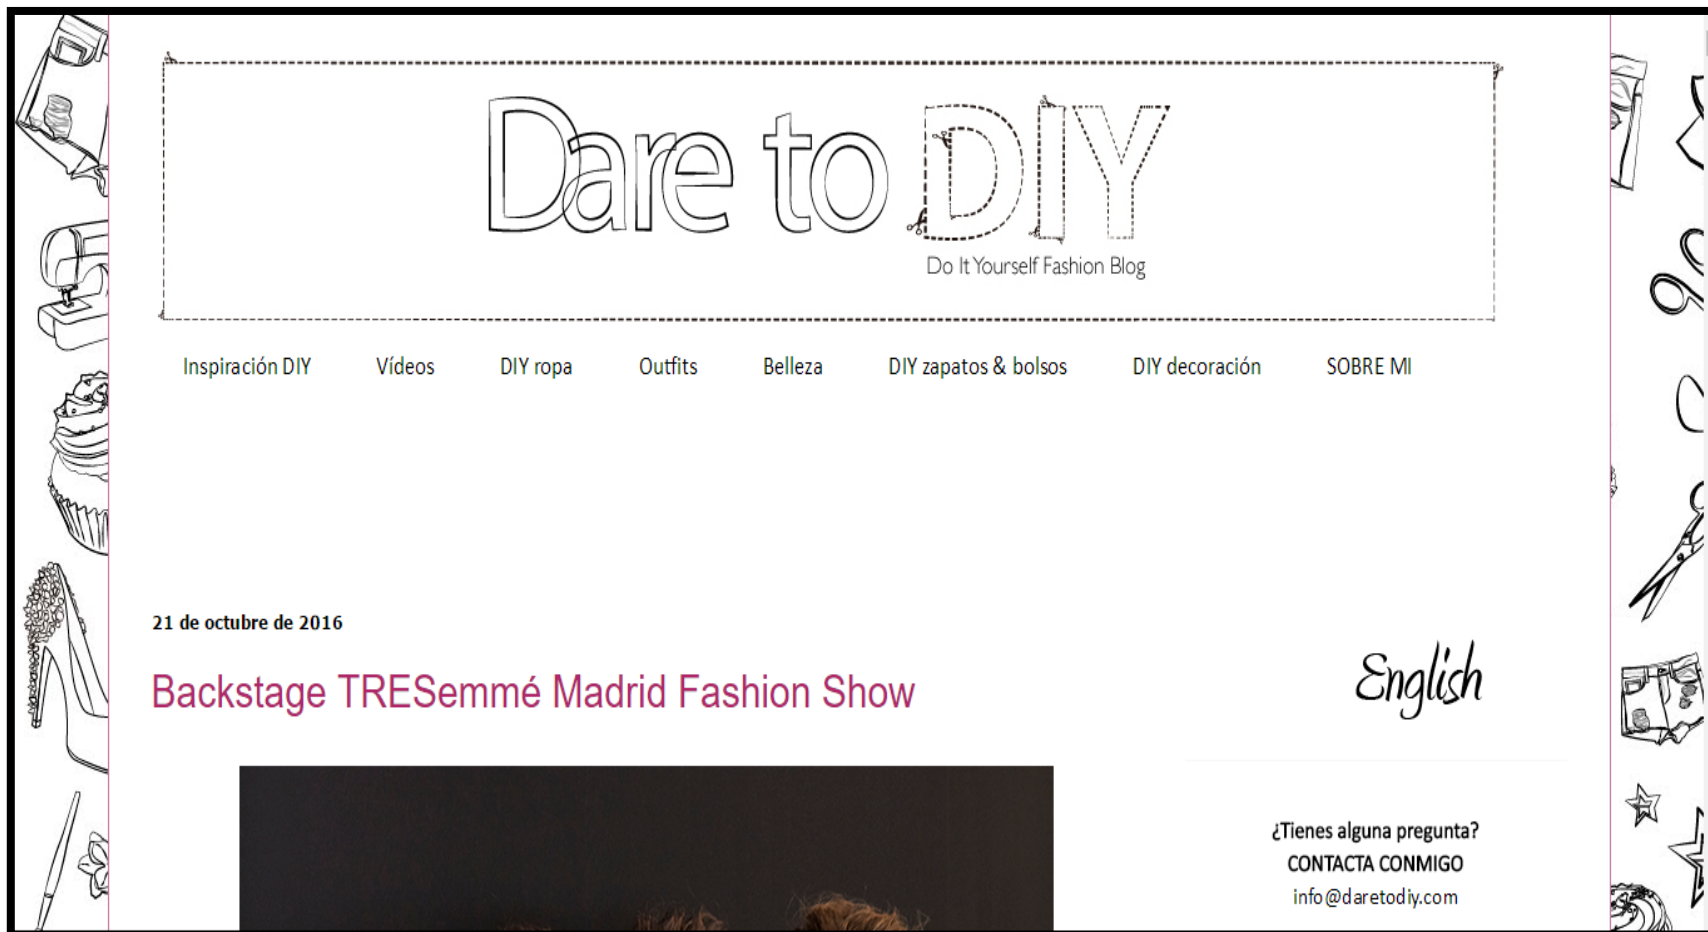 Dare to DIY
Do It Yourself Fashion Blog
Inspiración DIY Vídeos DIY ropa Outfits Belleza DIY zapatos & bolsos DIY decoración SOBRE MI
21 de octubre de 2016
Backstage TRESemmé Madrid Fashion Show
English
¿Tienes alguna pregunta?
CONTACTA CONMIGO
info@daretodiy.com